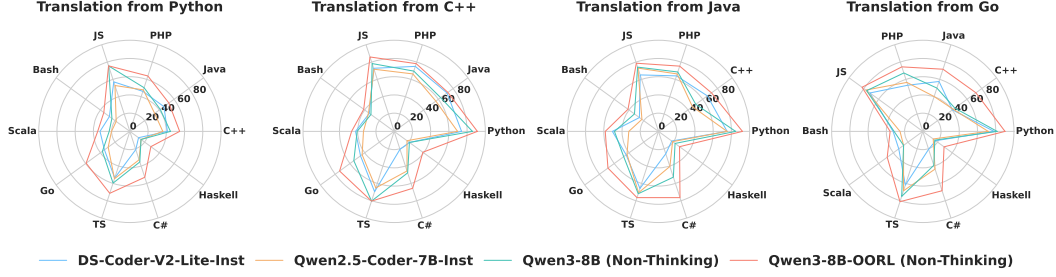 Translation from Python
Translation from C++
Translation from Java
Translation from Go
JS
PHP
Bash
Java
80
60
40
20
0
Scala
C++
Go
Haskell
TS
C#
JS
PHP
Bash
Java
80
60
40
20
0
Scala
Python
Go
Haskell
TS
C#
JS
PHP
Bash
C++
80
60
40
20
0
Scala
Python
Go
Haskell
TS
C#
PHP
Java
JS
C++
80
60
40
20
0
Bash
Python
Scala
Haskell
TS
C#
DS-Coder-V2-Lite-Inst
Qwen2.5-Coder-7B-Inst
Qwen3-8B (Non-Thinking)
Qwen3-8B-OORL (Non-Thinking)